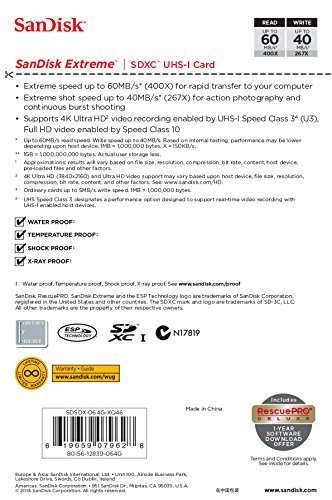 SanDisk
READ
WRITE
UP TO
60
MB/s*
400X
UP TO
40
MB/s*
267X
SanDisk Extreme® | SDXC™ UHS-I Card
• Extreme speed up to 60MB/s* (400X) for rapid transfer to your computer
• Extreme shot speed up to 40MB/s* (267X) for action photography and
continuous burst shooting
• Supports 4K Ultra HD² video recording enabled by UHS-I Speed Class 3⁴ (U3),
Full HD video enabled by Speed Class 10
* Up to 60MB/s read speed. Write speed up to 40MB/s. Based on internal testing; performance may be lower
depending upon host device. 1MB = 1,000,000 bytes. X = 150KB/s.
** 1GB = 1,000,000,000 bytes. Actual user storage less.
Approximations; results will vary based on file size, resolution, compression, bit rate, content, host device,
pre-loaded files and other factors.
4K Ultra HD (3840x2160) and Ultra HD video support may vary based upon host device, file size, resolution,
compression, bit rate, content, and other factors. See: www.sandisk.com/HD.
Ordinary cards up to 3MB/s write speed. 1MB = 1,000,000 bytes.
UHS Speed Class 3 designates a performance option designed to support real-time video recording with
UHS-I enabled host devices.
WATER PROOF‡
TEMPERATURE PROOF‡
SHOCK PROOF‡
X-RAY PROOF‡
‡ Water proof, Temperature proof, Shock proof, X-ray proof. See www.sandisk.com/proof
SanDisk, RescuePRO, SanDisk Extreme and the ESP Technology logo are trademarks of SanDisk Corporation,
registered in the United States and other countries. The SDXC mark and logo are trademarks of SD-3C, LLC.
All other trademarks are the property of their respective owners.
ESP
TECHNOLOGY
SD
XC I
N17819
Warranty • Guide
www.sandisk.com/wug
SDSDX-064G-XQ46
6 19659 07962 8
80-56-12839-064G
Made in China
Includes
RescuePRO®
DELUXE
1-YEAR
SOFTWARE
DOWNLOAD
OFFER
Terms and Conditions apply.
See inside for details.
Europe & Asia: SanDisk International, Ltd. • Unit 100, Airside Business Park,
Lakeshore Drive, Swords, Co. Dublin, Ireland
Americas: SanDisk Corporation • 951 SanDisk Dr., Milpitas, CA 95035, U.S.A.
© 2014 SanDisk Corporation. All rights reserved.
在中国包装